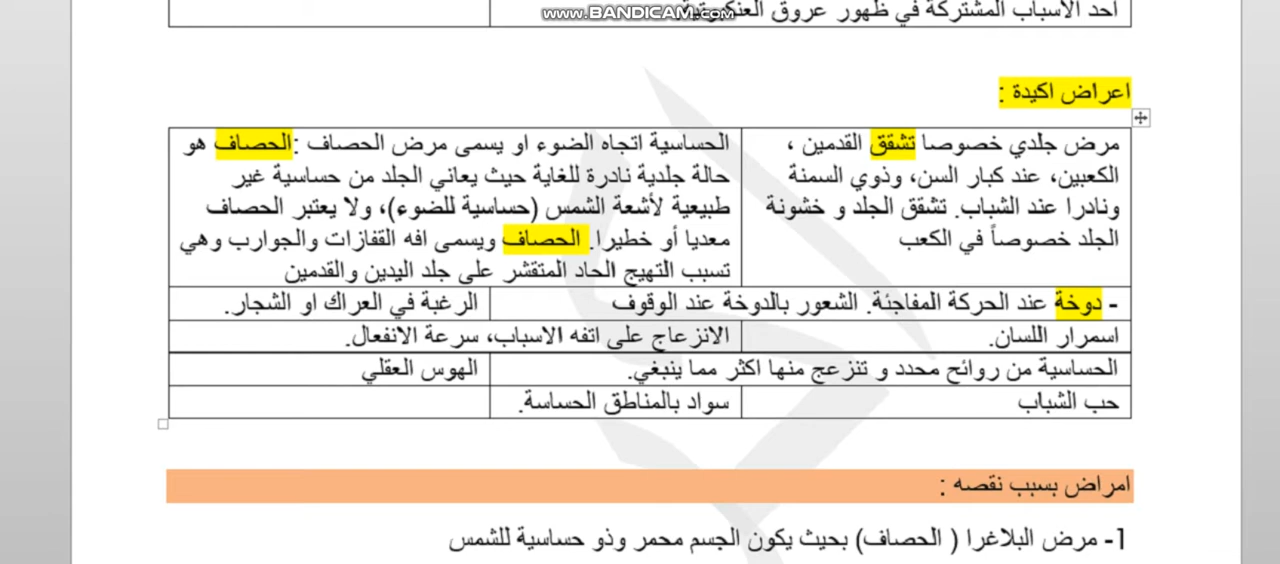 www.BANDICAM.com
أحد الأسباب المشتركة في ظهور عروق العنكبوتية.
اعراض اكيدة :
مرض جلدي خصوصا تشقق القدمين ،
الكعبين، عند كبار السن، وذوي السمنة
ونادرا عند الشباب. تشقق الجلد و خشونة
الجلد خصوصاً في الكعب
الحساسية اتجاه الضوء او يسمى مرض الحصاف :الحصاف هو
حالة جلدية نادرة للغاية حيث يعاني الجلد من حساسية غير
طبيعية لأشعة الشمس (حساسية للضوء)، ولا يعتبر الحصاف
معديا أو خطيرا. الحصاف ويسمى افه القفازات والجوارب وهي
تسبب التهيج الحاد المتقشر على جلد اليدين والقدمين
- دوخة عند الحركة المفاجئة. الشعور بالدوخة عند الوقوف
الرغبة في العراك او الشجار.
اسمرار اللسان.
الانزعاج على اتفه الاسباب، سرعة الانفعال.
الحساسية من روائح محدد و تنزعج منها اكثر مما ينبغي.
الهوس العقلي
حب الشباب
سواد بالمناطق الحساسة.
امراض بسبب نقصه :
1- مرض البلاغرا ( الحصاف) بحيث يكون الجسم محمر وذو حساسية للشمس